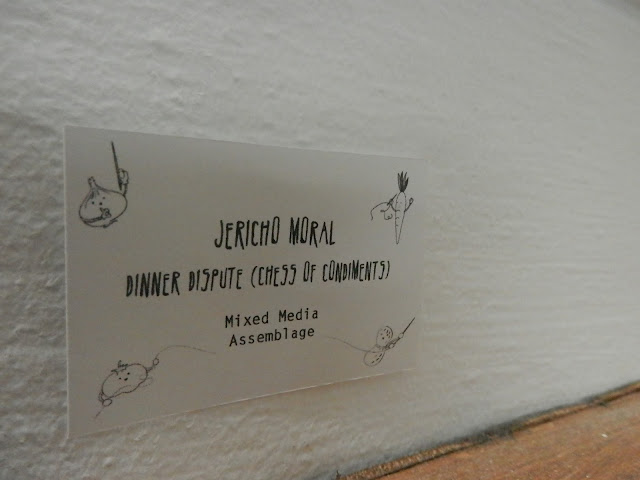 JERICHO MORAL
DINNER DISPUTE (CHESS OF CONDIMENTS)
Mixed Media
Assemblage